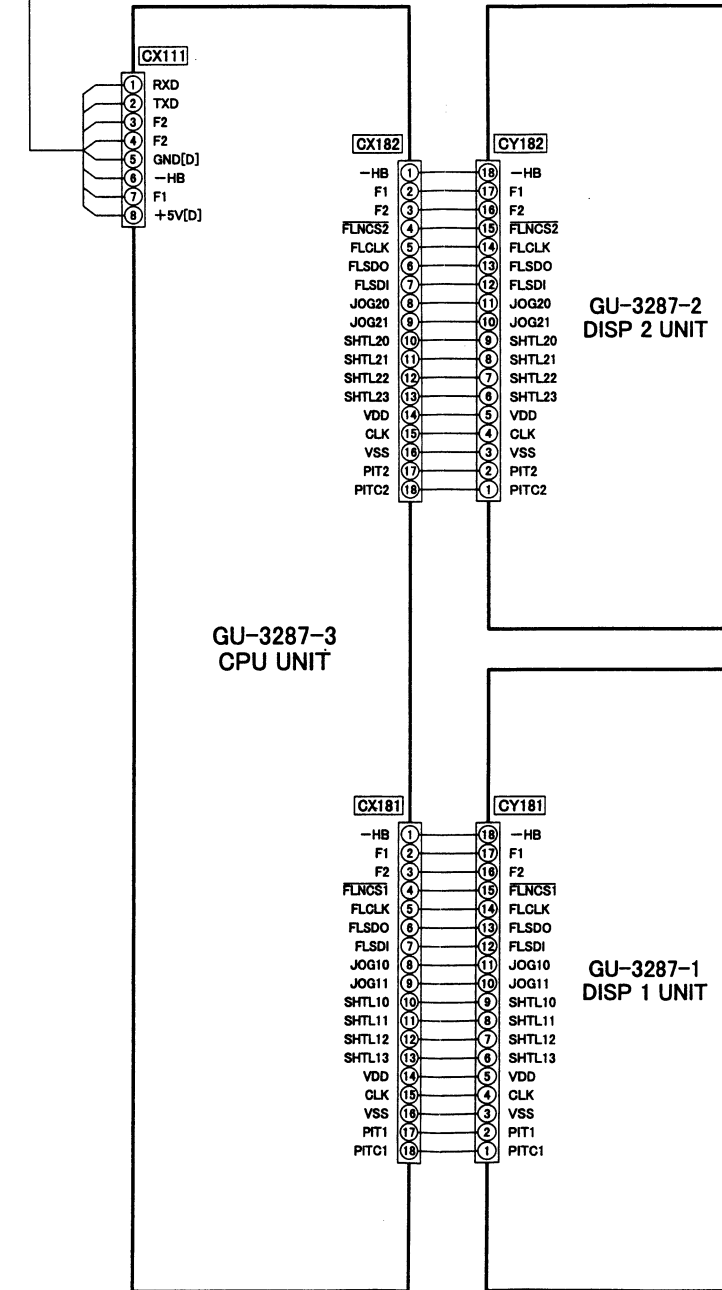 CX111
1 RXD
2 TXD
3 F2
4 F2
5 GND[D]
6 −HB
7 F1
8 +5V[D]
CX182 CY182
−HB 1 18 −HB
F1 2 17 F1
F2 3 16 F2
FLNCS2 4 15 FLNCS2
FLCLK 5 14 FLCLK
FLSDO 6 13 FLSDO
FLSDI 7 12 FLSDI
JOG20 8 11 JOG20
JOG21 9 10 JOG21
SHTL20 10 9 SHTL20
SHTL21 11 8 SHTL21
SHTL22 12 7 SHTL22
SHTL23 13 6 SHTL23
VDD 14 5 VDD
CLK 15 4 CLK
VSS 16 3 VSS
PIT2 17 2 PIT2
PITC2 18 1 PITC2
GU-3287-2
DISP 2 UNIT
GU-3287-3
CPU UNIT
CX181 CY181
−HB 1 18 −HB
F1 2 17 F1
F2 3 16 F2
FLNCS1 4 15 FLNCS1
FLCLK 5 14 FLCLK
FLSDO 6 13 FLSDO
FLSDI 7 12 FLSDI
JOG10 8 11 JOG10
JOG11 9 10 JOG11
SHTL10 10 9 SHTL10
SHTL11 11 8 SHTL11
SHTL12 12 7 SHTL12
SHTL13 13 6 SHTL13
VDD 14 5 VDD
CLK 15 4 CLK
VSS 16 3 VSS
PIT1 17 2 PIT1
PITC1 18 1 PITC1
GU-3287-1
DISP 1 UNIT